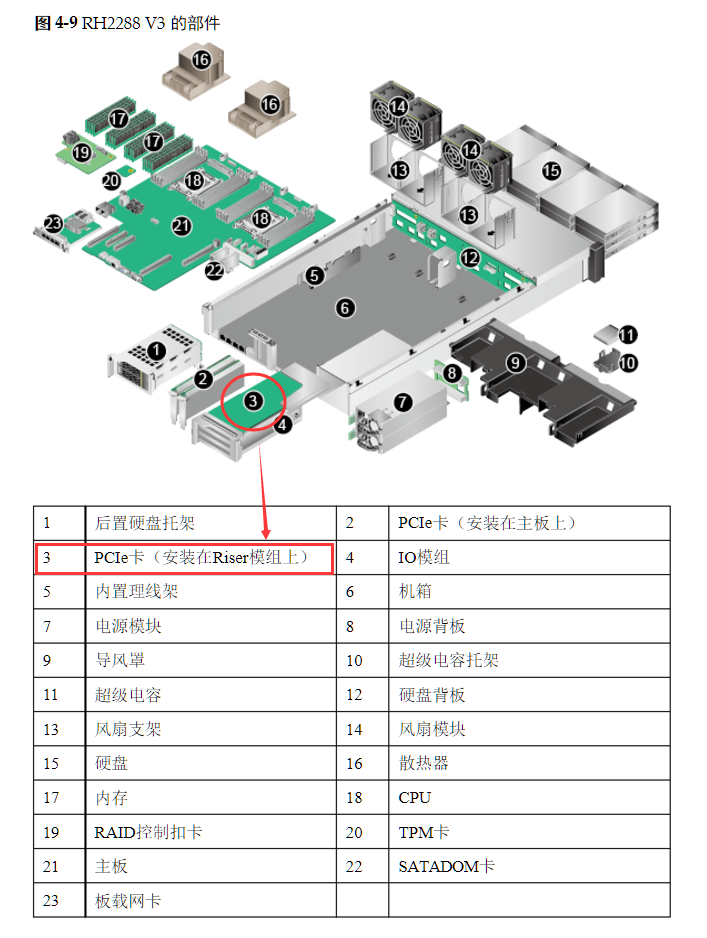 图 4-9 RH2288 V3 的部件
16
16
14
17
14
17
19
13
15
18
20
13
18
23
21
12
22
5
6
11
1
9
10
2
8
3
7
4
1 后置硬盘托架 2 PCIe卡（安装在主板上）
3 PCIe卡（安装在Riser模组上） 4 IO模组
5 内置理线架 6 机箱
7 电源模块 8 电源背板
9 导风罩 10 超级电容托架
11 超级电容 12 硬盘背板
13 风扇支架 14 风扇模块
15 硬盘 16 散热器
17 内存 18 CPU
19 RAID控制扣卡 20 TPM卡
21 主板 22 SATADOM卡
23 板载网卡